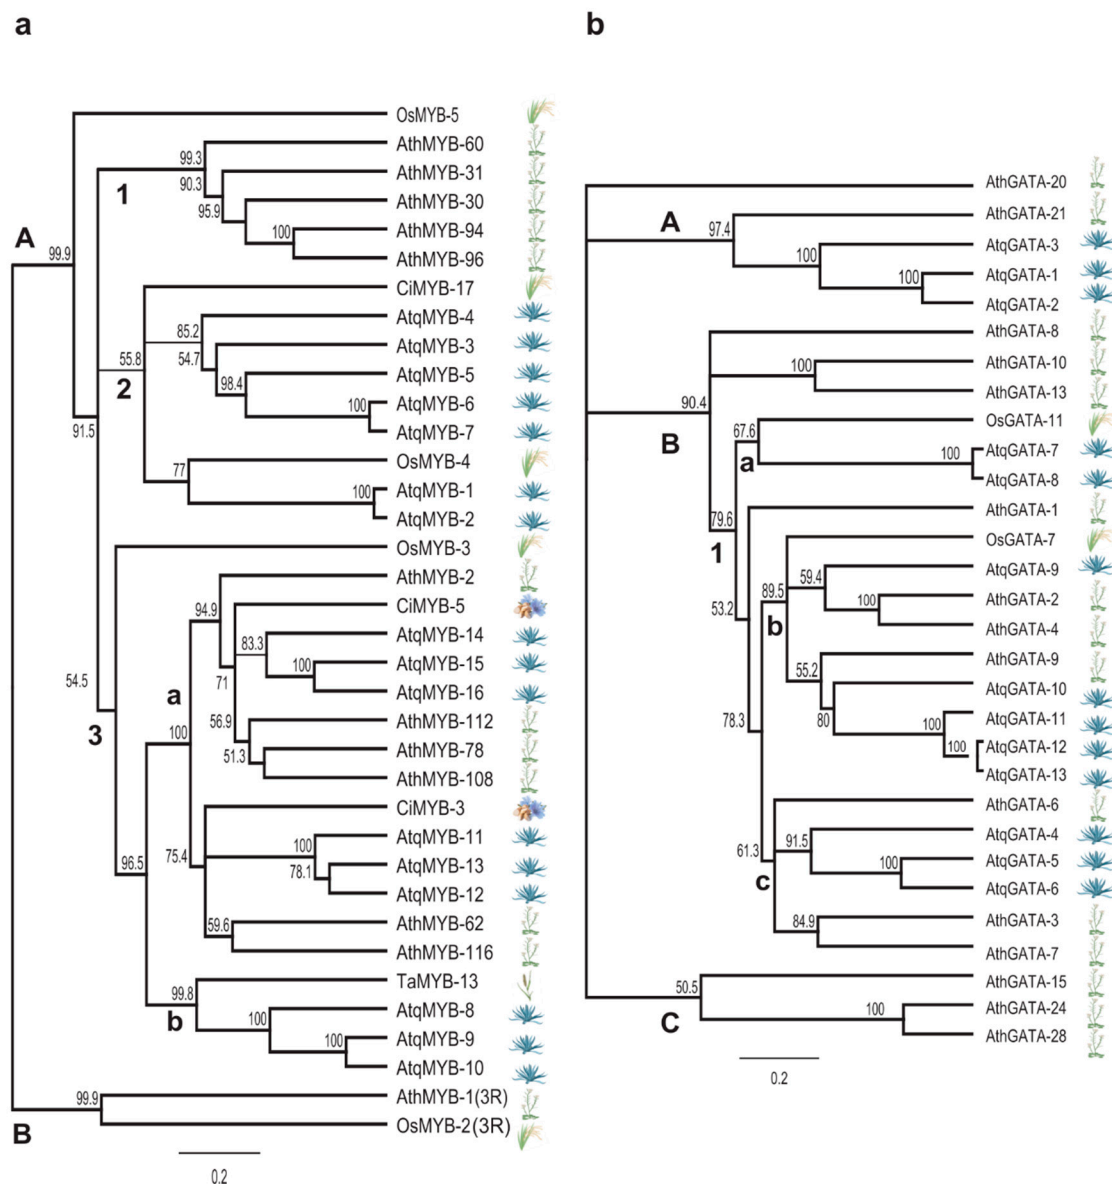 a
OsMYB-5
AthMYB-60
99.3
90.3
AthMYB-31
1
95.9
AthMYB-30
100
AthMYB-94
A
99.9
AthMYB-96
CiMYB-17
AtqMYB-4
85.2
55.8
54.7
AtqMYB-3
2
98.4
AtqMYB-5
100
AtqMYB-6
91.5
AtqMYB-7
77
OsMYB-4
100
AtqMYB-1
AtqMYB-2
OsMYB-3
AthMYB-2
94.9
CiMYB-5
83.3
AtqMYB-14
100
AtqMYB-15
54.5
71
a
AtqMYB-16
3
100
56.9
AthMYB-112
51.3
AthMYB-78
AthMYB-108
CiMYB-3
100
AtqMYB-11
96.5
75.4
78.1
AtqMYB-13
AtqMYB-12
59.6
AthMYB-62
AthMYB-116
99.8
TaMYB-13
b
100
AtqMYB-8
100
AtqMYB-9
AtqMYB-10
99.9
AthMYB-1(3R)
B
OsMYB-2(3R)
0.2
b
AthGATA-20
A
97.4
AthGATA-21
100
AtqGATA-3
100
AtqGATA-1
AtqGATA-2
AthGATA-8
100
AthGATA-10
90.4
AthGATA-13
B
67.6
OsGATA-11
a
100
AtqGATA-7
AtqGATA-8
79.6
AthGATA-1
1
OsGATA-7
59.4
AtqGATA-9
53.2
89.5
100
AthGATA-2
b
AthGATA-4
55.2
AthGATA-9
AtqGATA-10
78.3
80
100
AtqGATA-11
100
AtqGATA-12
AtqGATA-13
AthGATA-6
61.3
91.5
AtqGATA-4
c
100
AtqGATA-5
AtqGATA-6
84.9
AthGATA-3
AthGATA-7
50.5
AthGATA-15
C
100
AthGATA-24
AthGATA-28
0.2